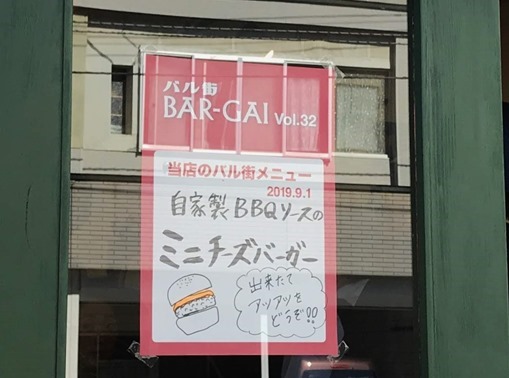 バル街
BAR-GAI Vol.32
当店のバル街メニュー
2019.9.1
自家製BBQソースの
ミニチーズバーガー
出来たて
アツアツを
どうぞ!!